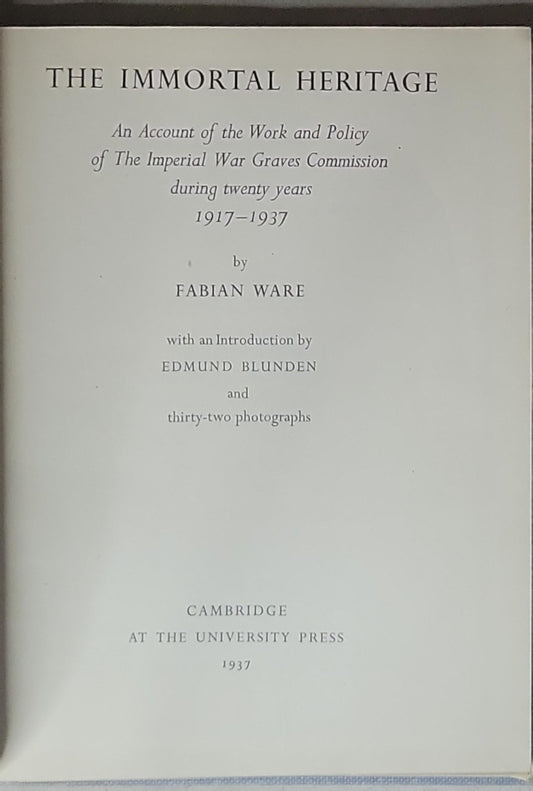 THE IMMORTAL HERITAGE
An Account of the Work and Policy
of The Imperial War Graves Commission
during twenty years
1917–1937
by
FABIAN WARE
with an Introduction by
EDMUND BLUNDEN
and
thirty-two photographs
CAMBRIDGE
AT THE UNIVERSITY PRESS
1937